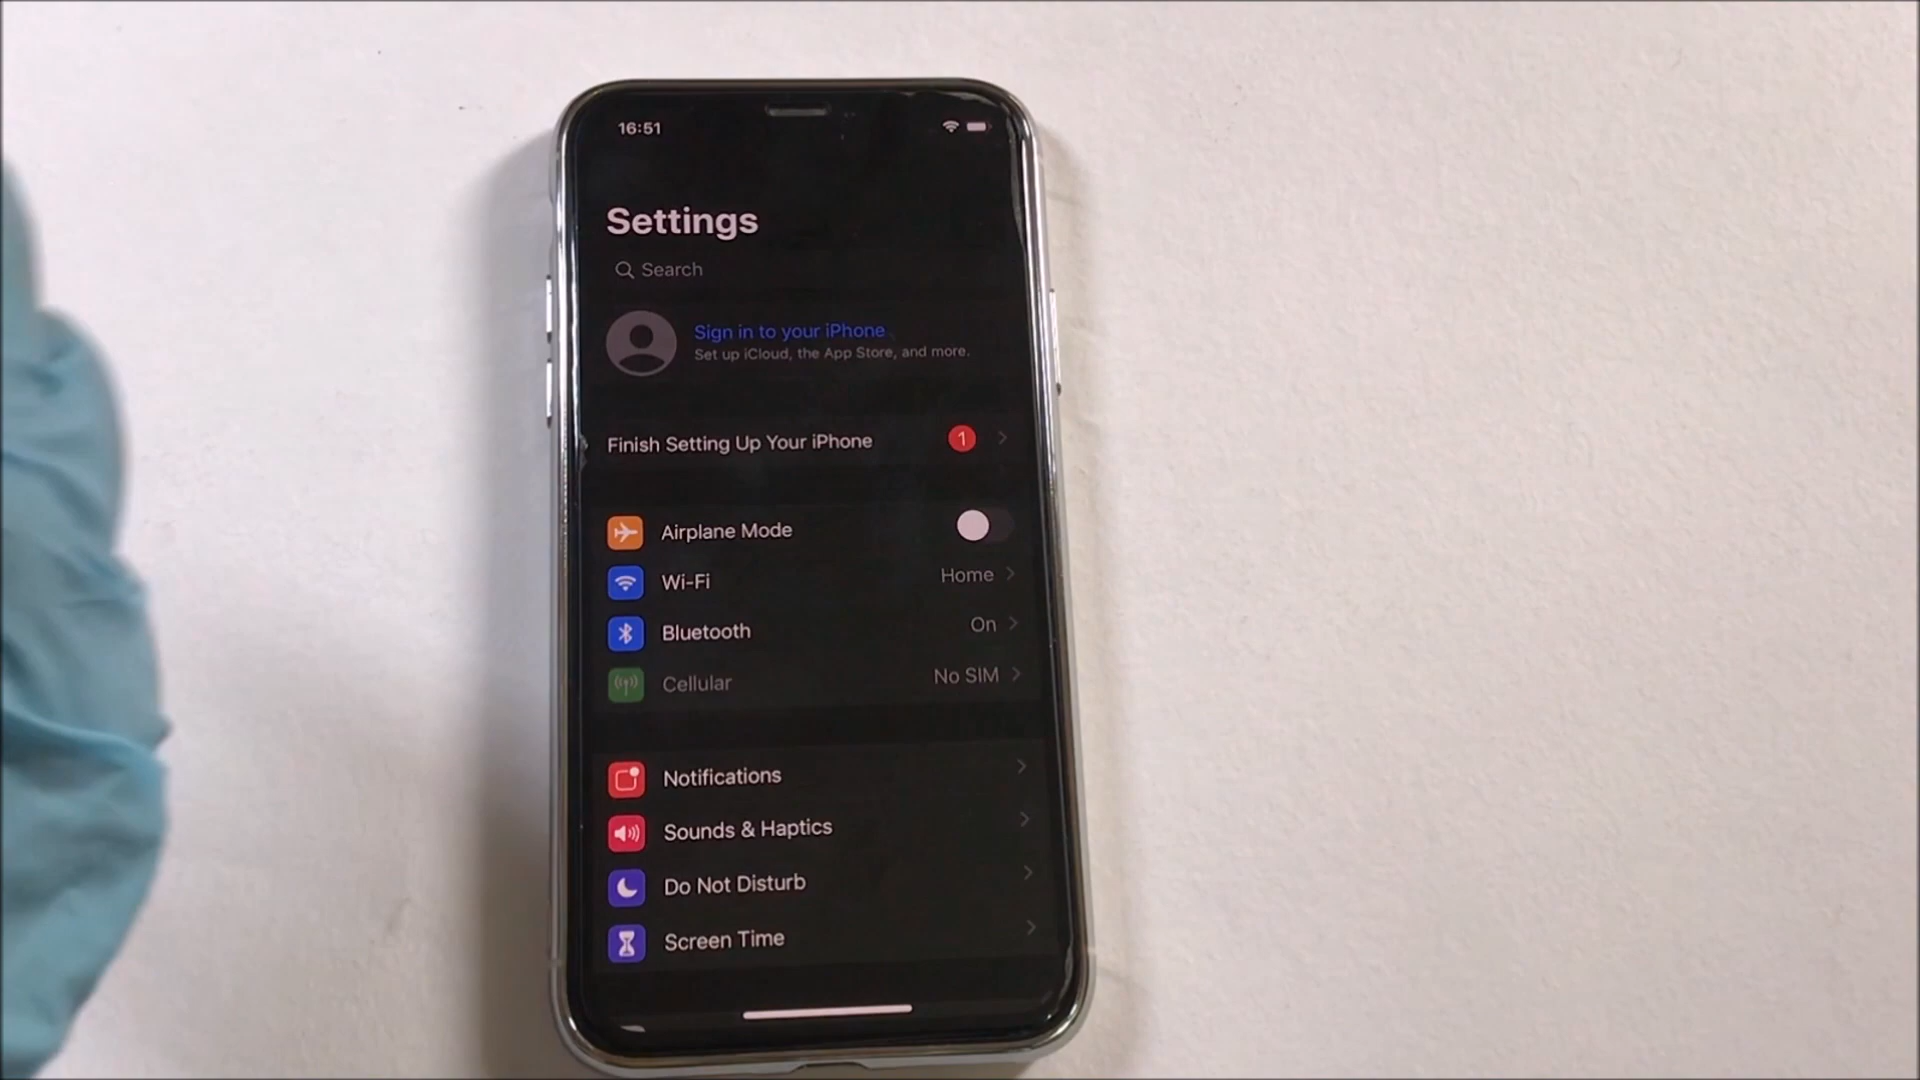 16:51
Settings
Search
Sign in to your iPhone
Set up iCloud, the App Store, and more.
Finish Setting Up Your iPhone 1
Airplane Mode
Wi-Fi Home
Bluetooth On
Cellular No SIM
Notifications
Sounds & Haptics
Do Not Disturb
Screen Time